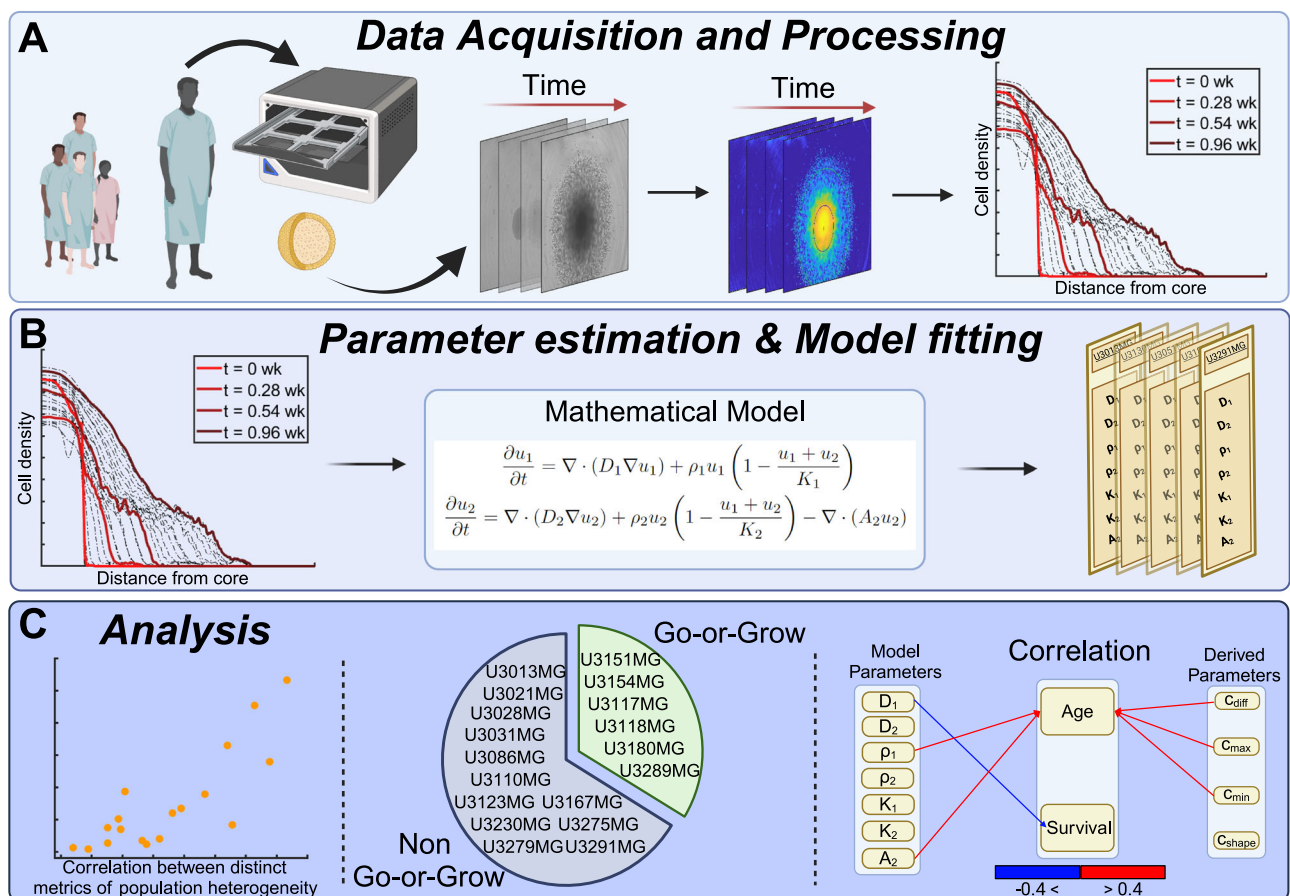 A
Data Acquisition and Processing
Time
Time
Cell density
t = 0 wk
t = 0.28 wk
t = 0.54 wk
t = 0.96 wk
Distance from core
B
Parameter estimation & Model fitting
Cell density
t = 0 wk
t = 0.28 wk
t = 0.54 wk
t = 0.96 wk
Distance from core
Mathematical Model
∂u₁/∂t = ∇ · (D₁∇u₁) + ρ₁u₁ (1 − (u₁ + u₂)/K₁)
∂u₂/∂t = ∇ · (D₂∇u₂) + ρ₂u₂ (1 − (u₁ + u₂)/K₂) − ∇ · (A₂u₂)
U3291MG
D₁
D₂
ρ₁
ρ₂
K₁
K₂
A₂
C
Analysis
Correlation between distinct
metrics of population heterogeneity
Non
Go-or-Grow
U3013MG
U3021MG
U3028MG
U3031MG
U3086MG
U3110MG
U3123MG U3167MG
U3230MG U3275MG
U3279MG U3291MG
Go-or-Grow
U3151MG
U3154MG
U3117MG
U3118MG
U3180MG
U3289MG
Model
Parameters
D₁
D₂
ρ₁
ρ₂
K₁
K₂
A₂
Correlation
Age
Survival
-0.4 <
> 0.4
Derived
Parameters
C_diff
C_max
C_min
C_shape